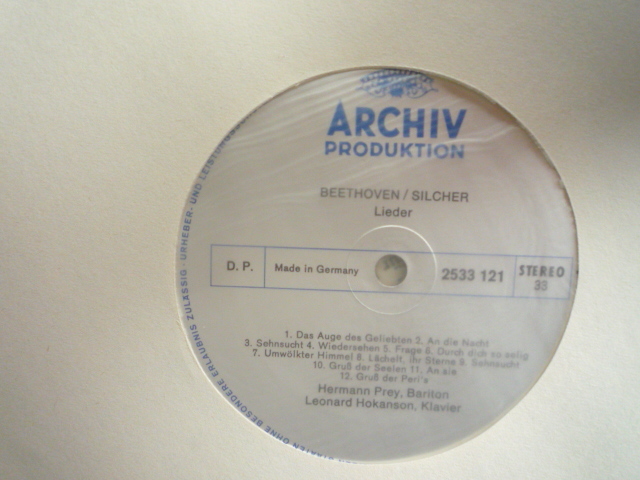 ARCHIV
PRODUKTION
BEETHOVEN / SILCHER
Lieder
D. P.
Made in Germany
2533 121
STEREO
33
1. Das Auge des Geliebten 2. An die Nacht
3. Sehnsucht 4. Wiedersehen 5. Frage 6. Durch dich so selig
7. Umwölkter Himmel 8. Lächelt, ihr Sterne 9. Sehnsucht
10. Gruß der Seelen 11. An sie
12. Gruß der Peri's
Hermann Prey, Bariton
Leonard Hokanson, Klavier
OHNE BESONDERE ERLAUBNIS ZULÄSSIG · URHEBER- UND